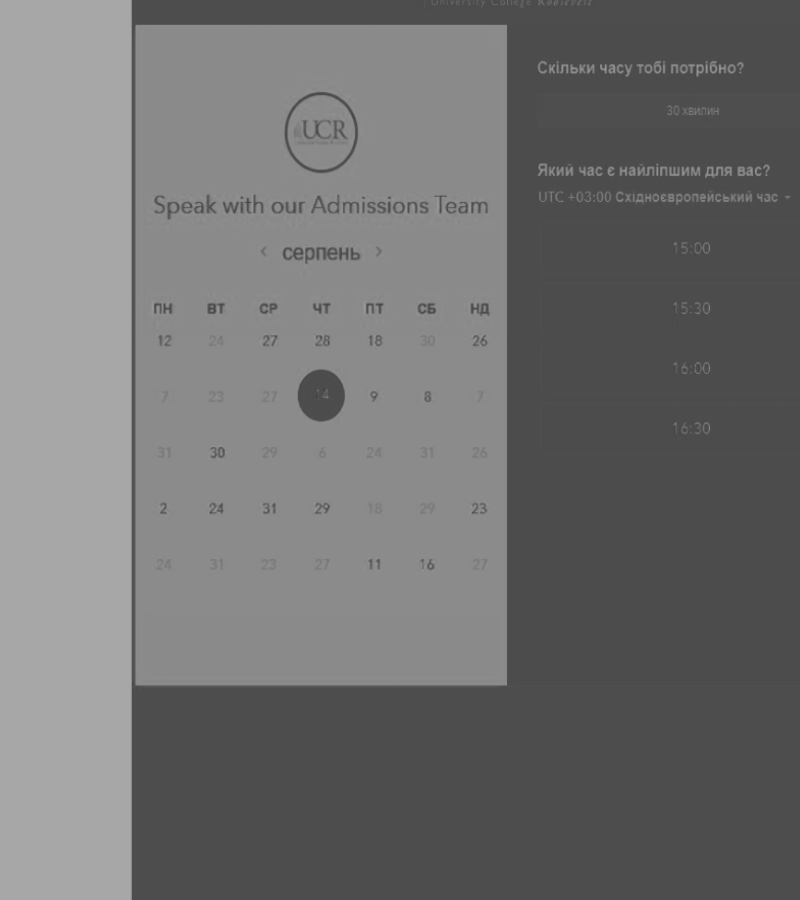 University College Roosevelt
UCR
Speak with our Admissions Team
‹ серпень ›
ПН ВТ СР ЧТ ПТ СБ НД
12 24 27 28 18 30 26
7 23 27 14 9 8 7
31 30 29 6 24 31 26
2 24 31 29 18 29 23
24 31 23 27 11 16 27
Скільки часу тобі потрібно?
30 хвилин
Який час є найліпшим для вас?
UTC +03:00 Східноєвропейський час
15:00
15:30
16:00
16:30